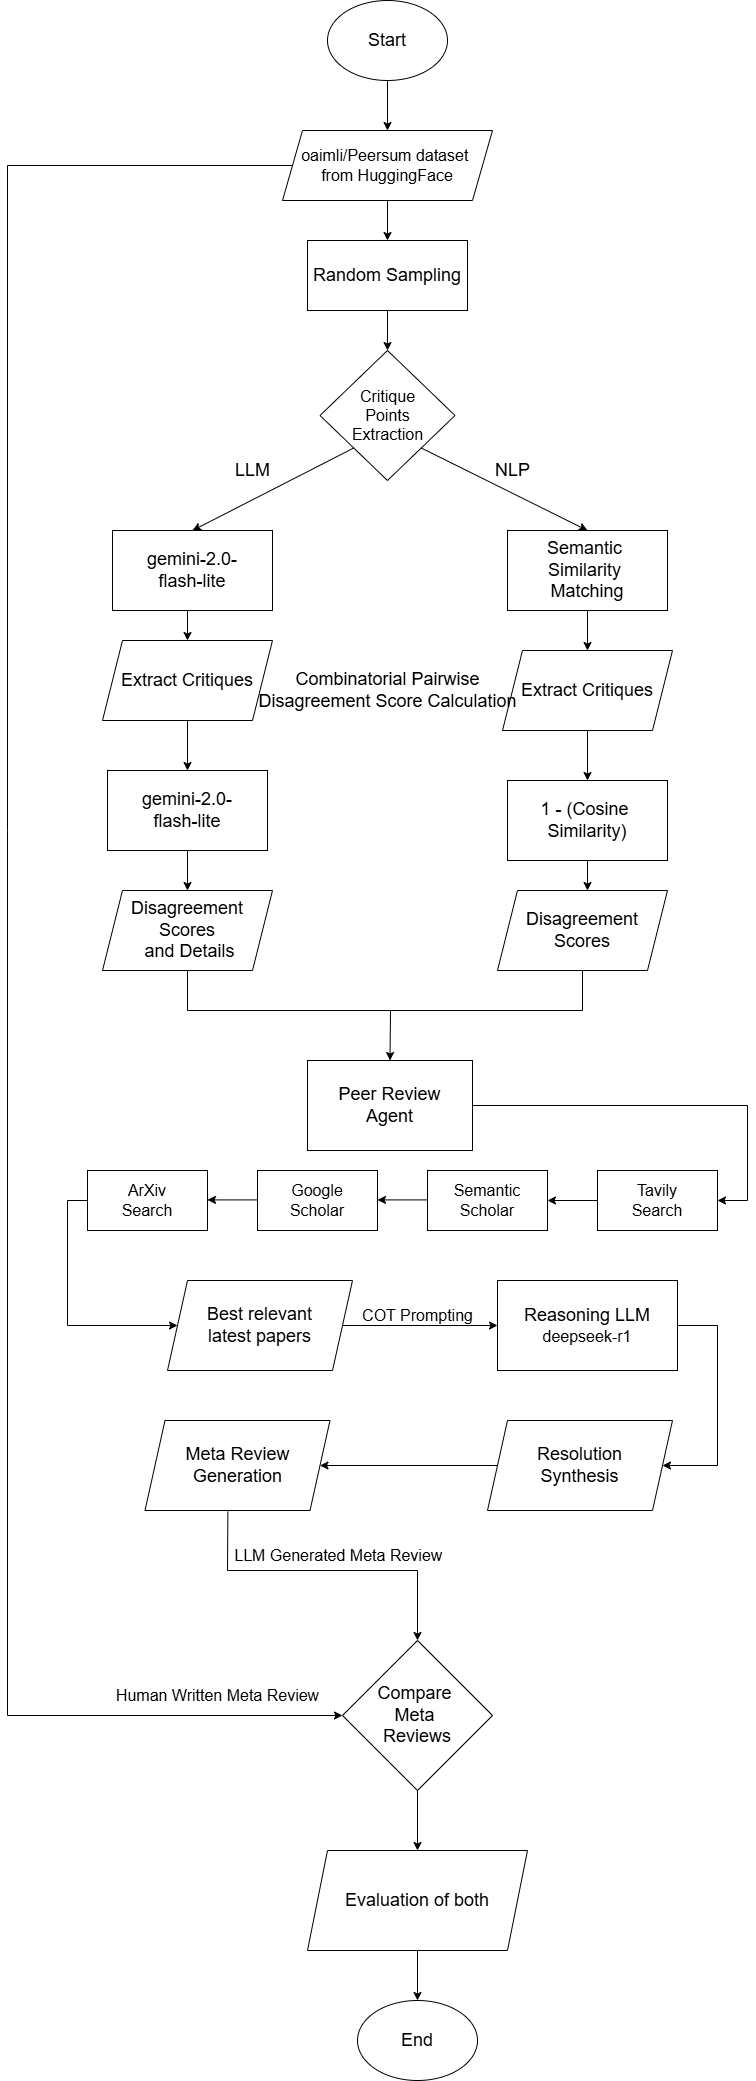 Start
oaimli/Peersum dataset
from HuggingFace
Random Sampling
Critique
Points
Extraction
LLM
NLP
gemini-2.0-
flash-lite
Semantic
Similarity
Matching
Extract Critiques
Combinatorial Pairwise
Disagreement Score Calculation
Extract Critiques
gemini-2.0-
flash-lite
1 - (Cosine
Similarity)
Disagreement
Scores
and Details
Disagreement
Scores
Peer Review
Agent
ArXiv
Search
Google
Scholar
Semantic
Scholar
Tavily
Search
Best relevant
latest papers
COT Prompting
Reasoning LLM
deepseek-r1
Meta Review
Generation
Resolution
Synthesis
LLM Generated Meta Review
Human Written Meta Review
Compare
Meta
Reviews
Evaluation of both
End